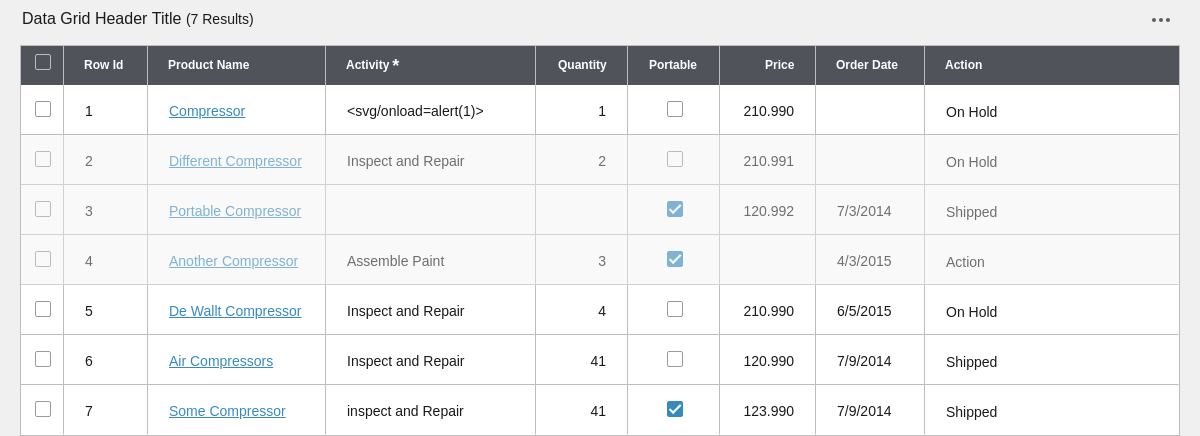 Data Grid Header Title (7 Results)
Row Id Product Name Activity * Quantity Portable Price Order Date Action
1 Compressor <svg/onload=alert(1)> 1 210.990 On Hold
2 Different Compressor Inspect and Repair 2 210.991 On Hold
3 Portable Compressor 120.992 7/3/2014 Shipped
4 Another Compressor Assemble Paint 3 4/3/2015 Action
5 De Wallt Compressor Inspect and Repair 4 210.990 6/5/2015 On Hold
6 Air Compressors Inspect and Repair 41 120.990 7/9/2014 Shipped
7 Some Compressor inspect and Repair 41 123.990 7/9/2014 Shipped